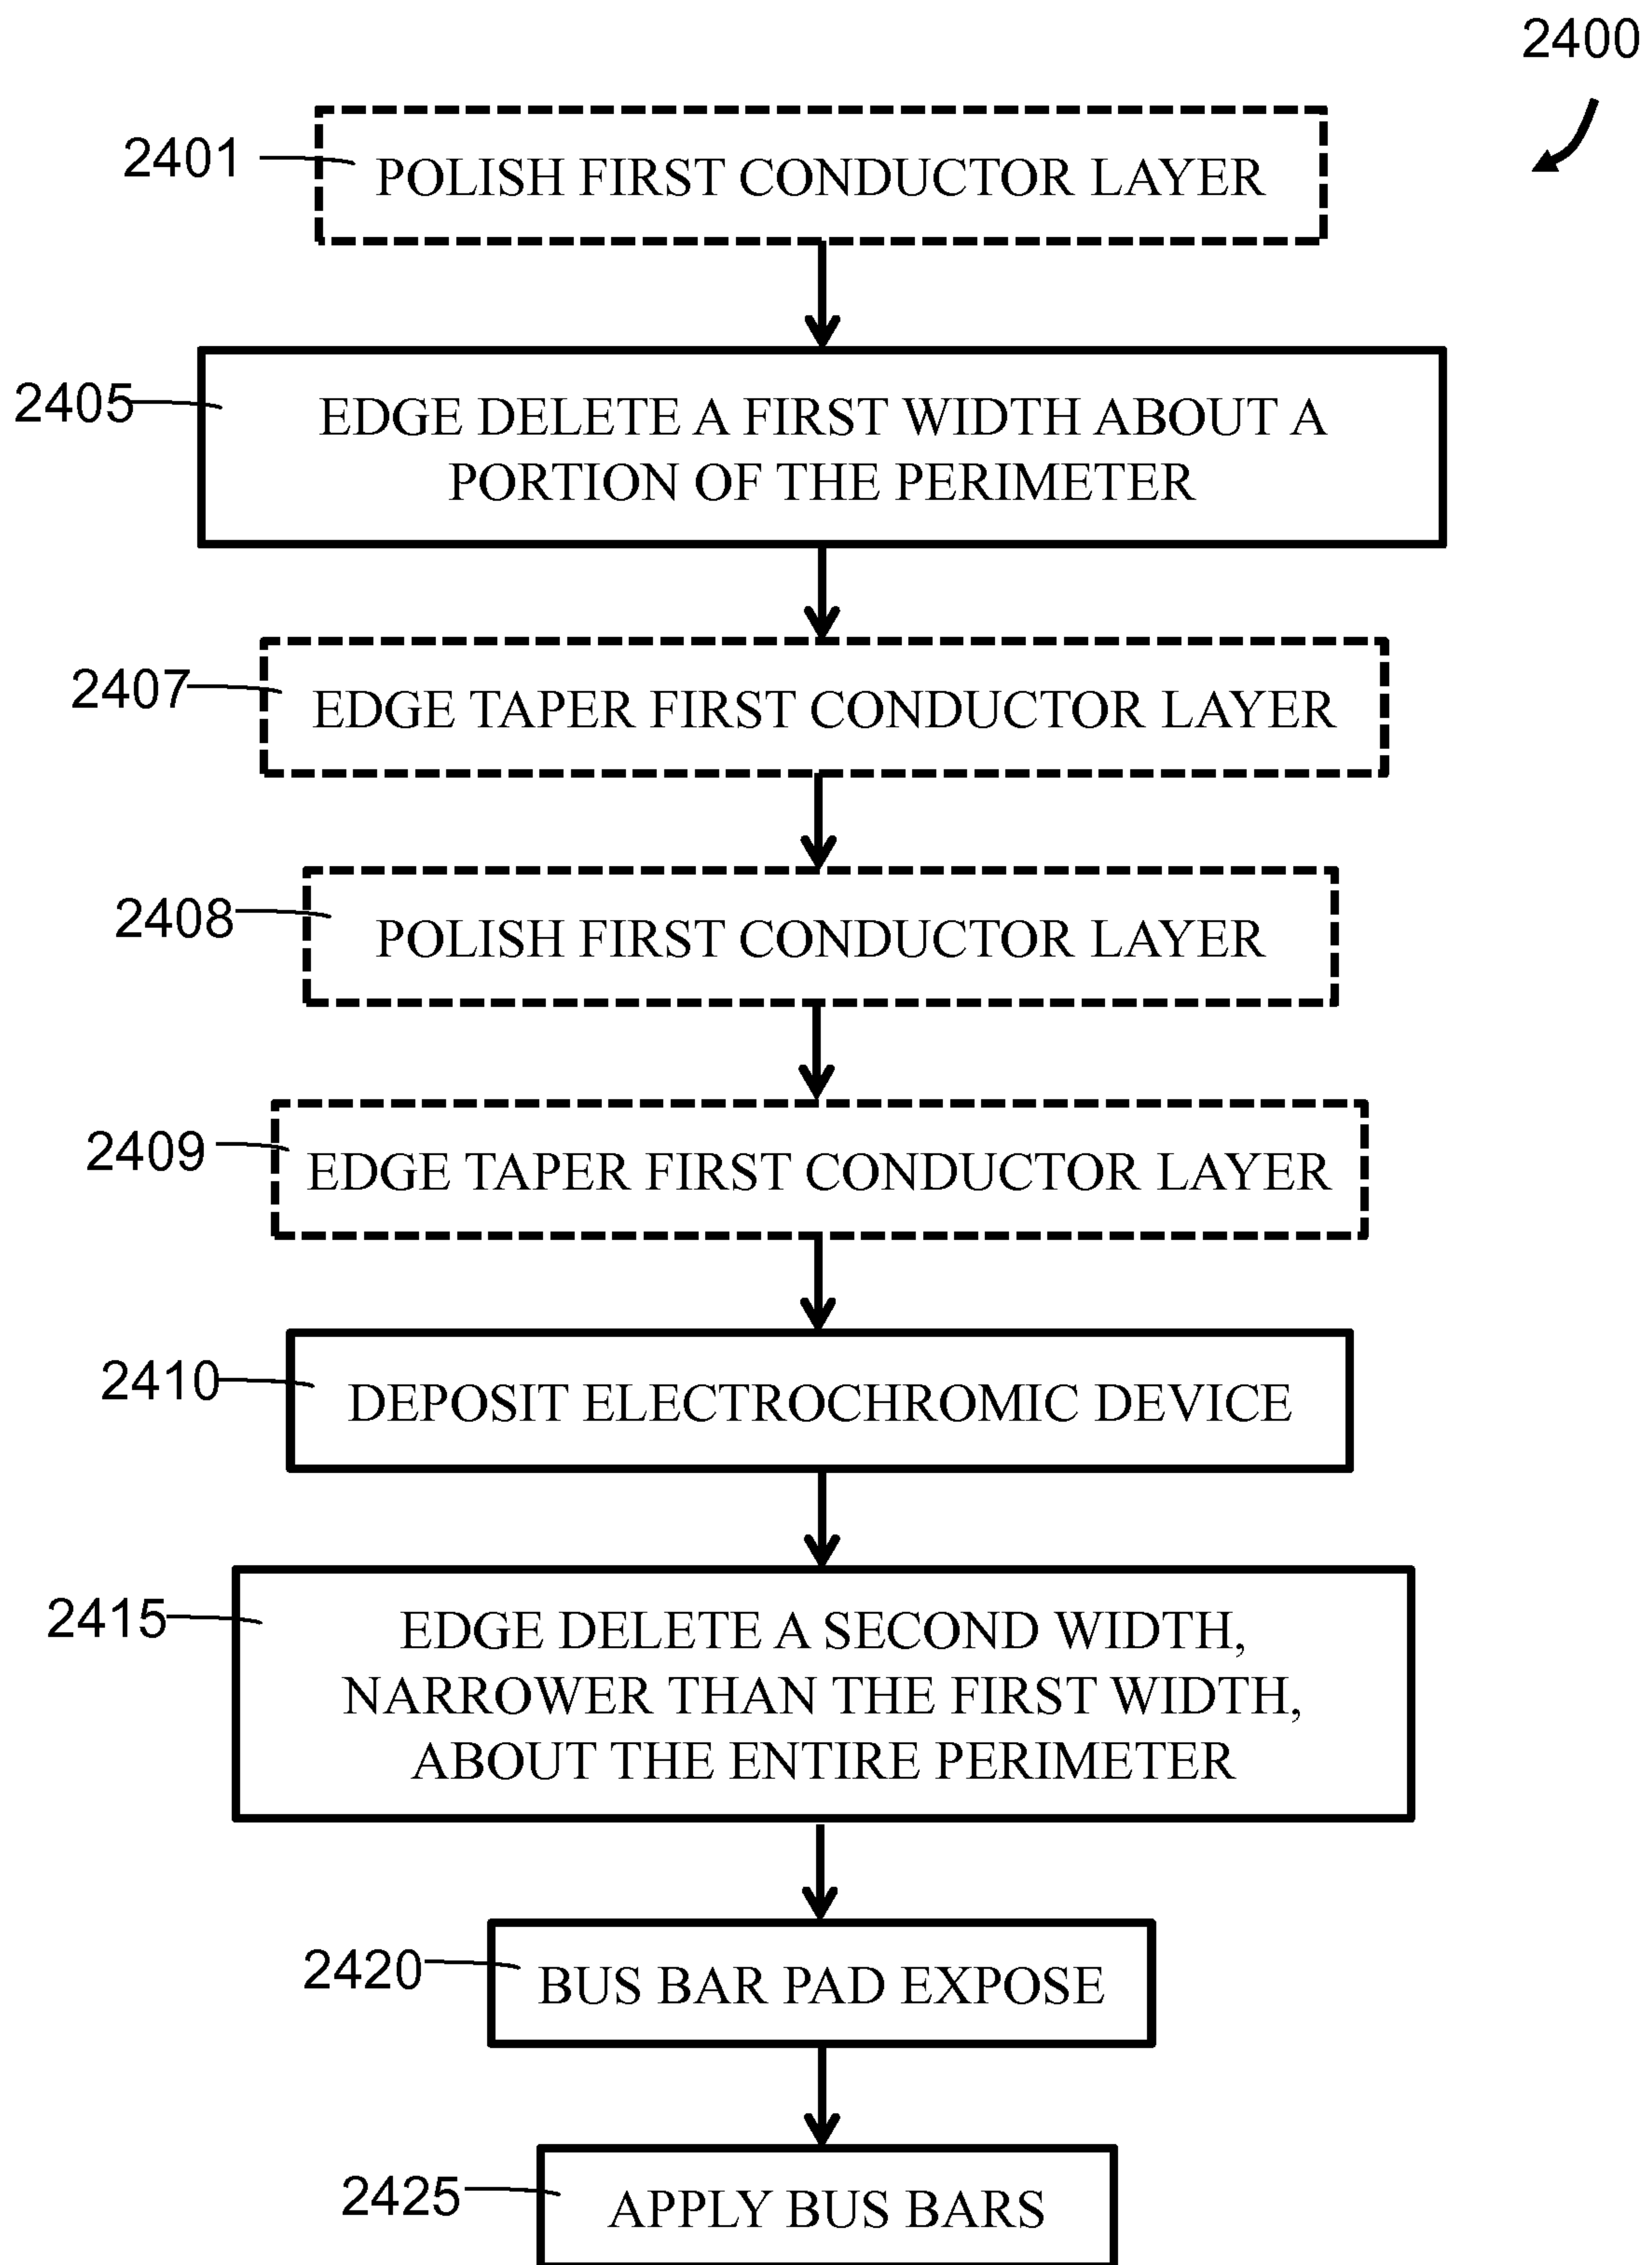 2400
2401
POLISH FIRST CONDUCTOR LAYER
2405
EDGE DELETE A FIRST WIDTH ABOUT A
PORTION OF THE PERIMETER
2407
EDGE TAPER FIRST CONDUCTOR LAYER
2408
POLISH FIRST CONDUCTOR LAYER
2409
EDGE TAPER FIRST CONDUCTOR LAYER
2410
DEPOSIT ELECTROCHROMIC DEVICE
2415
EDGE DELETE A SECOND WIDTH,
NARROWER THAN THE FIRST WIDTH,
ABOUT THE ENTIRE PERIMETER
2420
BUS BAR PAD EXPOSE
2425
APPLY BUS BARS